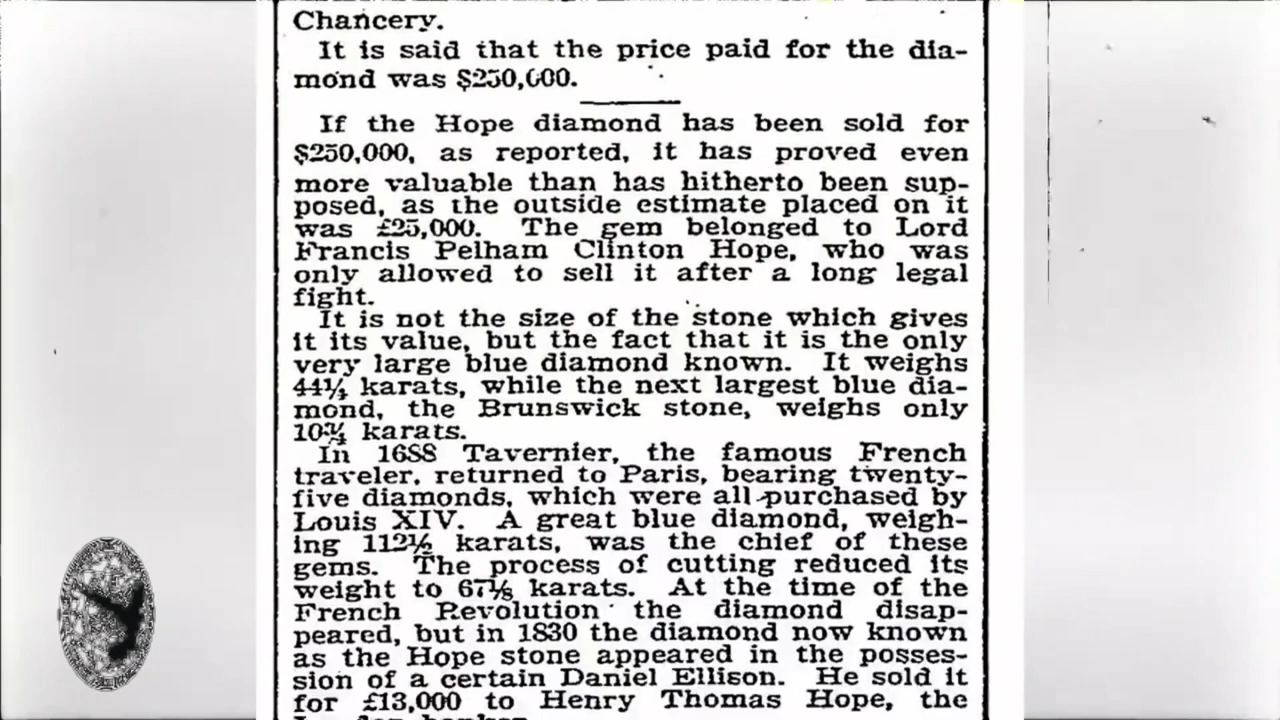 Chancery.
It is said that the price paid for the dia-
mond was $250,000.
If the Hope diamond has been sold for
$250,000, as reported, it has proved even
more valuable than has hitherto been sup-
posed, as the outside estimate placed on it
was £25,000. The gem belonged to Lord
Francis Pelham Clinton Hope, who was
only allowed to sell it after a long legal
fight.
It is not the size of the stone which gives
it its value, but the fact that it is the only
very large blue diamond known. It weighs
44¼ karats, while the next largest blue dia-
mond, the Brunswick stone, weighs only
10¾ karats.
In 1688 Tavernier, the famous French
traveler, returned to Paris, bearing twenty-
five diamonds, which were all purchased by
Louis XIV. A great blue diamond, weigh-
ing 112½ karats, was the chief of these
gems. The process of cutting reduced its
weight to 67⅛ karats. At the time of the
French Revolution the diamond disap-
peared, but in 1830 the diamond now known
as the Hope stone appeared in the posses-
sion of a certain Daniel Ellison. He sold it
for £13,000 to Henry Thomas Hope, the